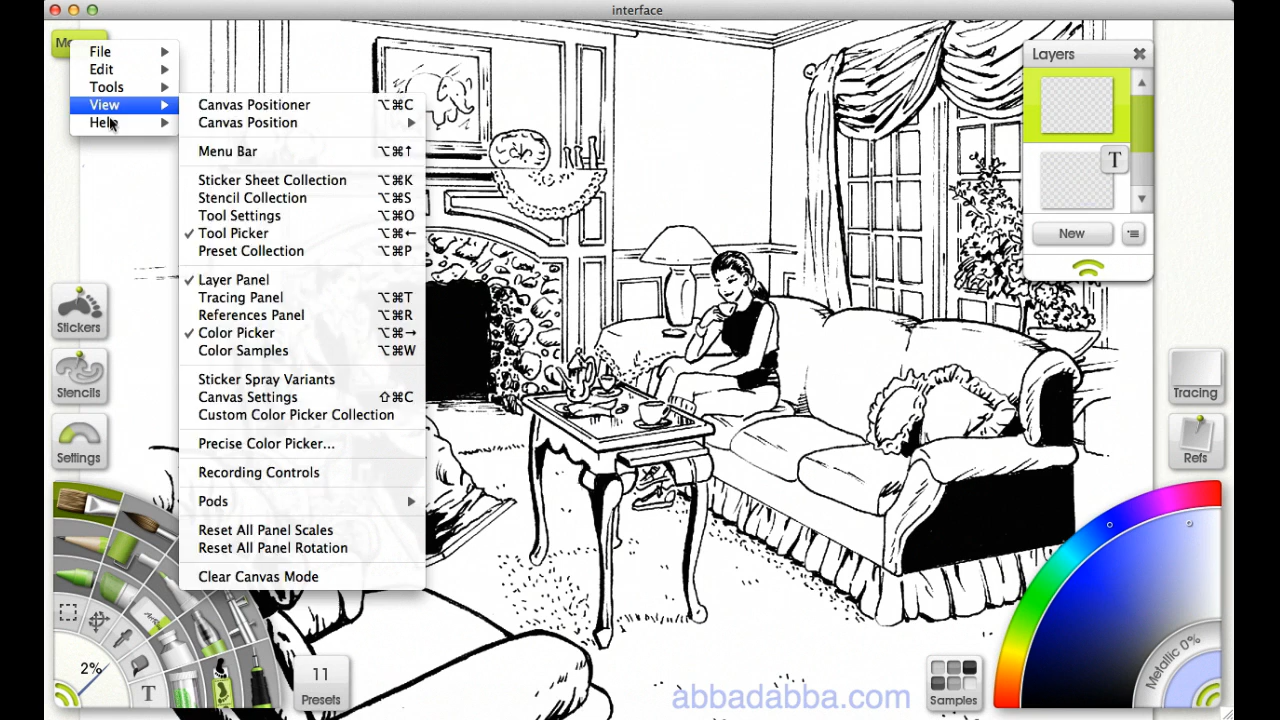 interface
Me
File
Edit
Tools
View
Help
Canvas Positioner ⌥⌘C
Canvas Position
Menu Bar ⌥⌘↑
Sticker Sheet Collection ⌥⌘K
Stencil Collection ⌥⌘S
Tool Settings ⌥⌘O
✓ Tool Picker ⌥⌘←
Preset Collection ⌥⌘P
✓ Layer Panel
Tracing Panel ⌥⌘T
References Panel ⌥⌘R
✓ Color Picker ⌥⌘→
Color Samples ⌥⌘W
Sticker Spray Variants
Canvas Settings ⇧⌘C
Custom Color Picker Collection
Precise Color Picker...
Recording Controls
Pods
Reset All Panel Scales
Reset All Panel Rotation
Clear Canvas Mode
Layers
T
New
Stickers
Stencils
Settings
Tracing
Refs
2%
T
11
Presets
abbadabba.com
Samples
Metallic 0%